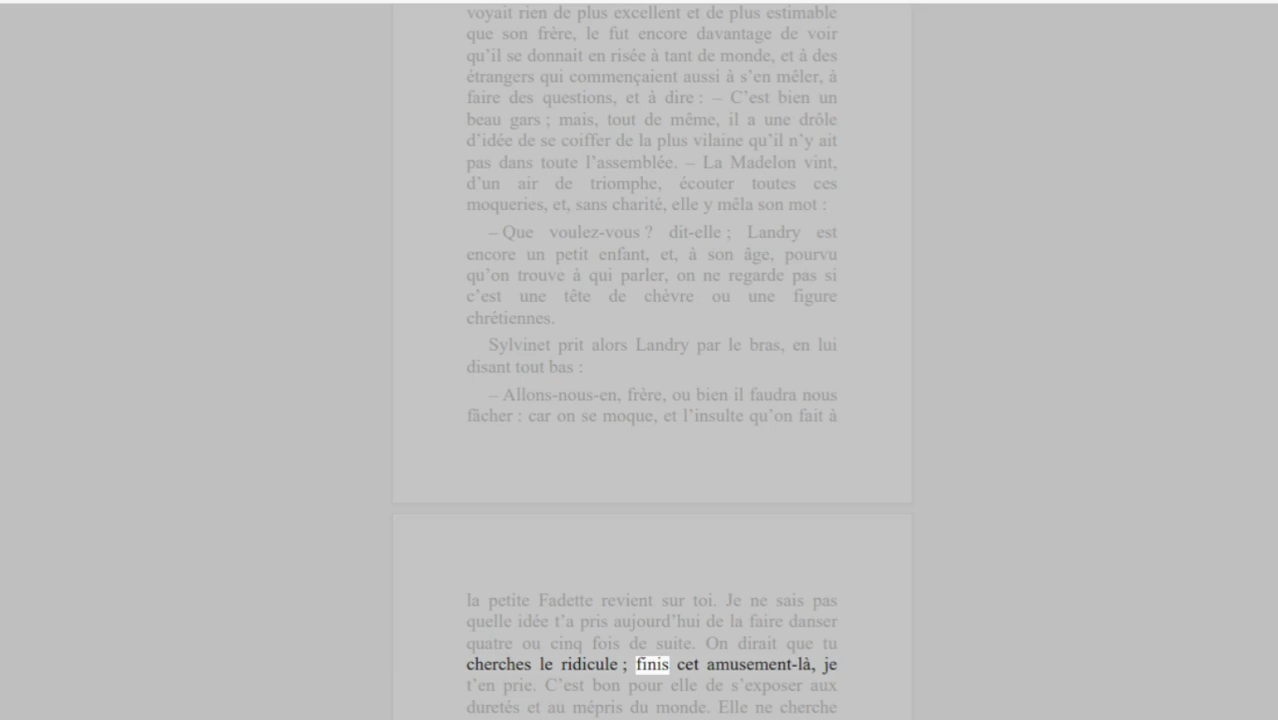 voyait rien de plus excellent et de plus estimable
que son frère, le fut encore davantage de voir
qu’il se donnait en risée à tant de monde, et à des
étrangers qui commençaient aussi à s’en mêler, à
faire des questions, et à dire : – C’est bien un
beau gars ; mais, tout de même, il a une drôle
d’idée de se coiffer de la plus vilaine qu’il n’y ait
pas dans toute l’assemblée. – La Madelon vint,
d’un air de triomphe, écouter toutes ces
moqueries, et, sans charité, elle y mêla son mot :
– Que voulez-vous ? dit-elle ; Landry est
encore un petit enfant, et, à son âge, pourvu
qu’on trouve à qui parler, on ne regarde pas si
c’est une tête de chèvre ou une figure
chrétiennes.
Sylvinet prit alors Landry par le bras, en lui
disant tout bas :
– Allons-nous-en, frère, ou bien il faudra nous
fâcher : car on se moque, et l’insulte qu’on fait à
la petite Fadette revient sur toi. Je ne sais pas
quelle idée t’a pris aujourd’hui de la faire danser
quatre ou cinq fois de suite. On dirait que tu
cherches le ridicule ; finis cet amusement-là, je
t’en prie. C’est bon pour elle de s’exposer aux
duretés et au mépris du monde. Elle ne cherche